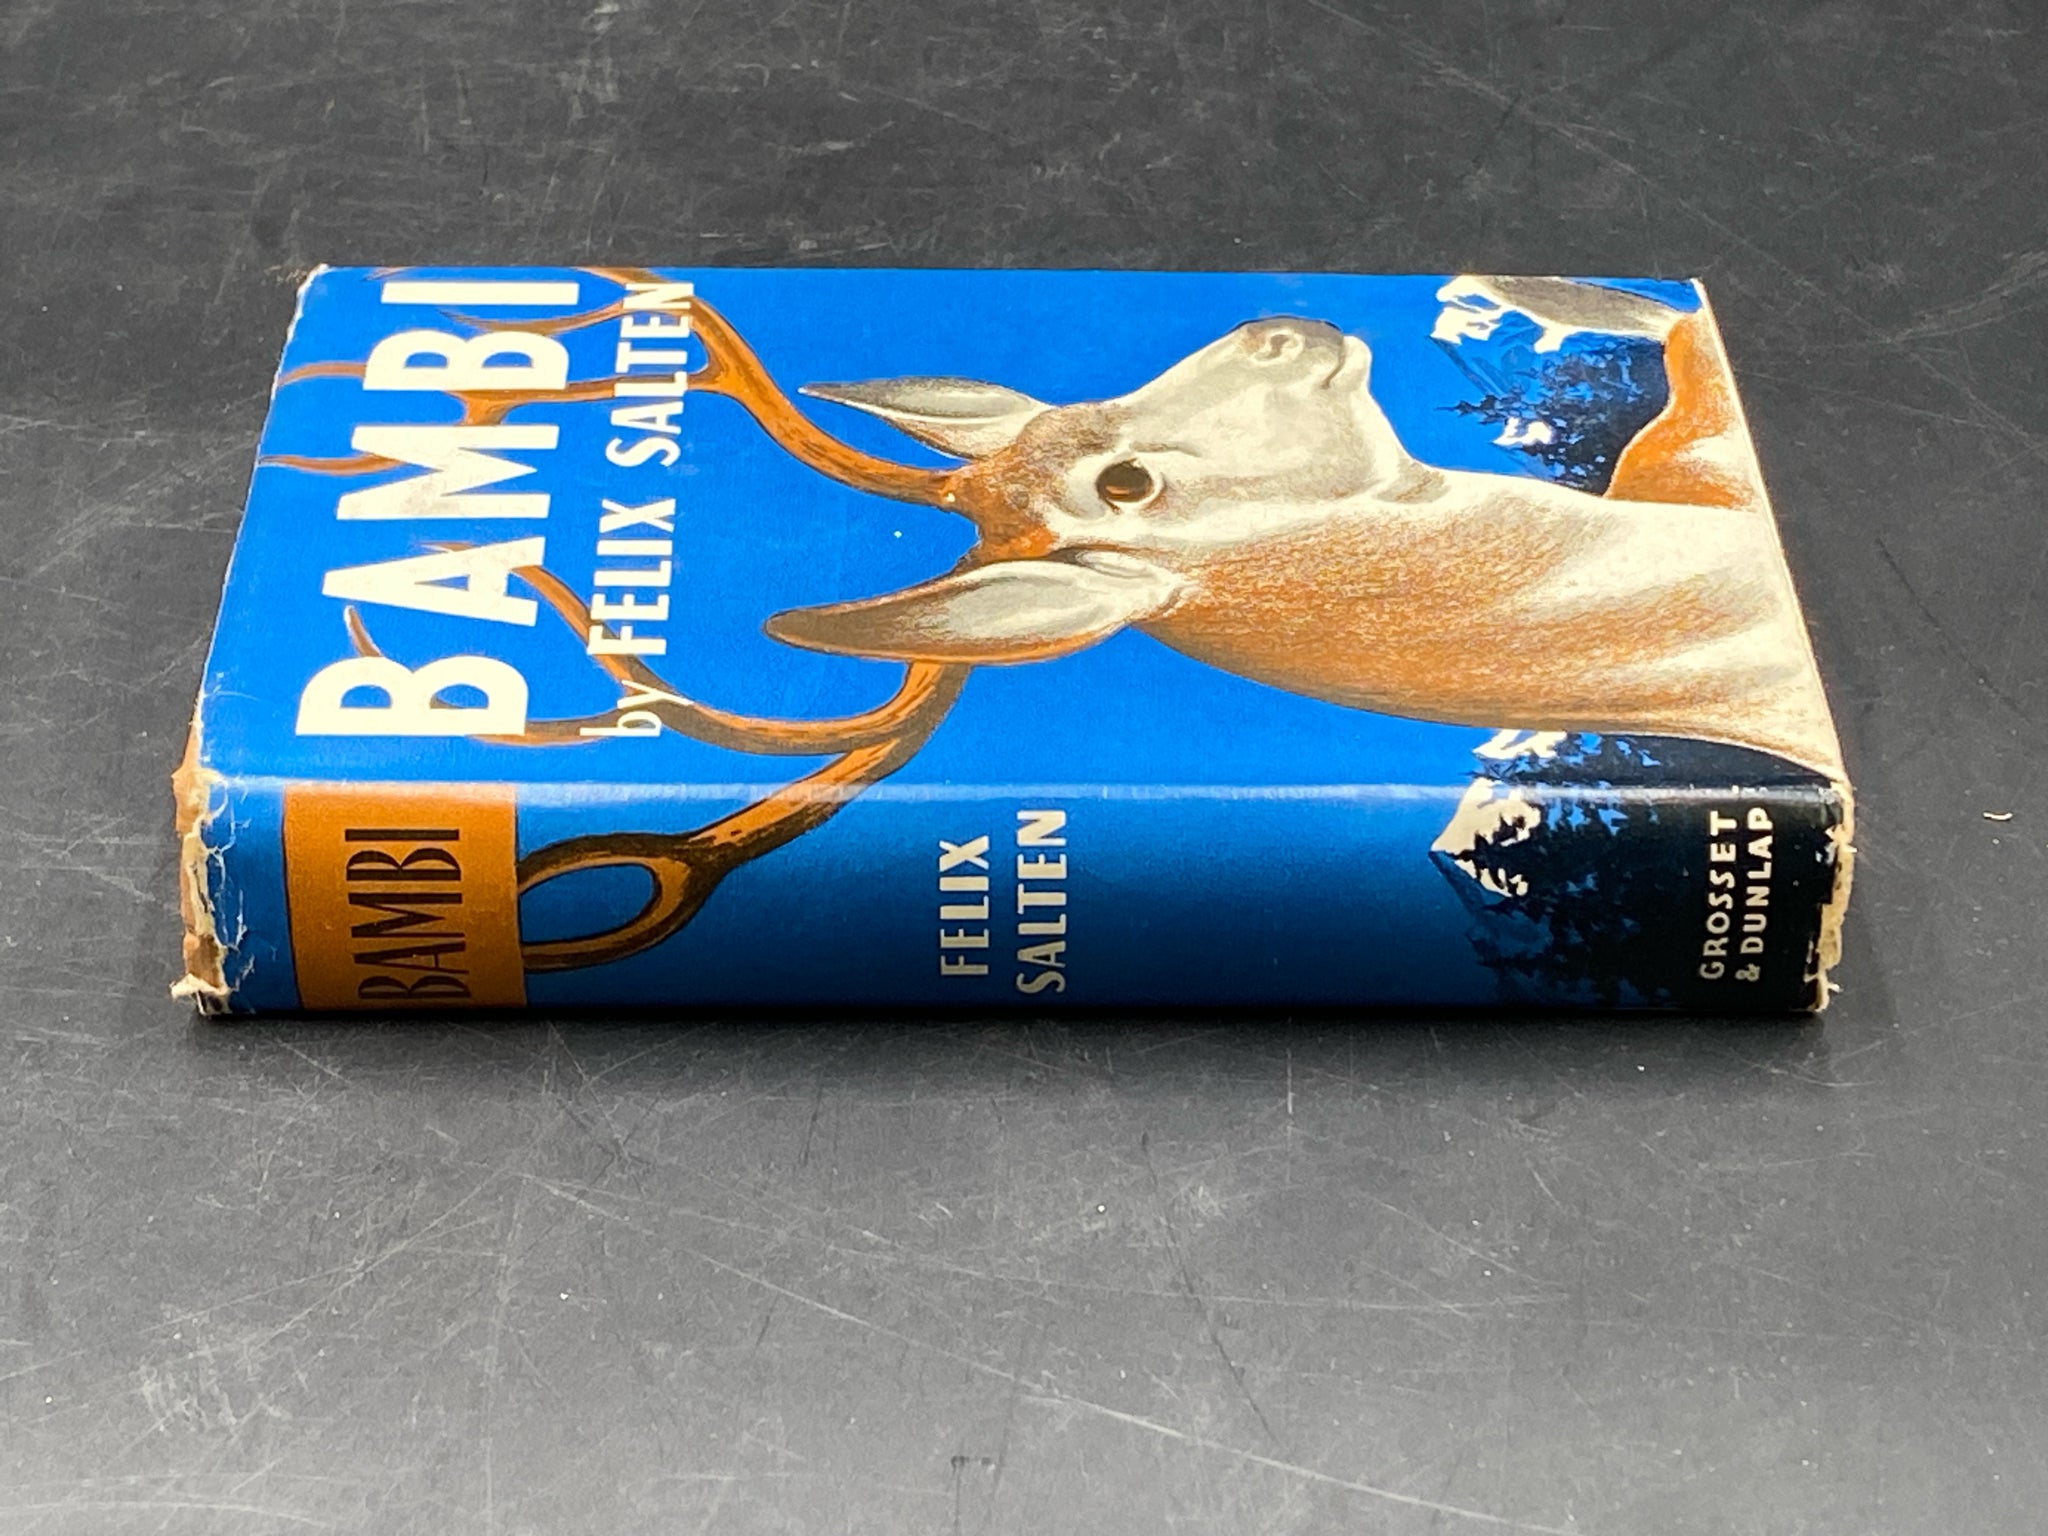 BAMBI
by FELIX SALTEN
BAMBI
FELIX
SALTEN
GROSSET
& DUNLAP